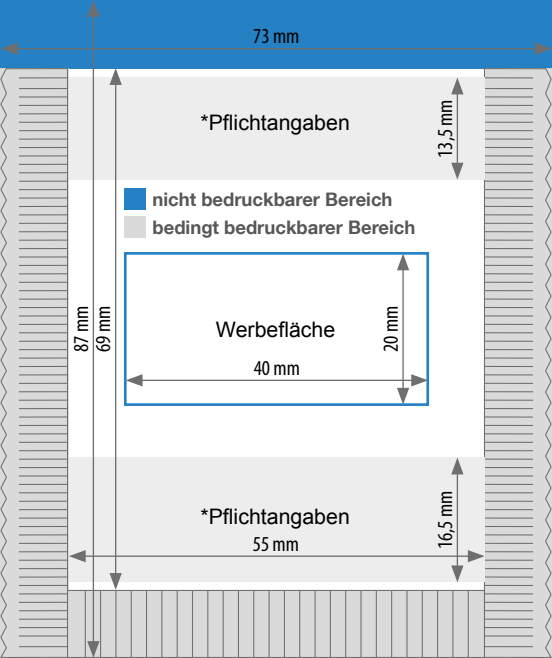 73 mm
*Pflichtangaben
13,5 mm
nicht bedruckbarer Bereich
bedingt bedruckbarer Bereich
87 mm
69 mm
Werbefläche
20 mm
40 mm
*Pflichtangaben
16,5 mm
55 mm